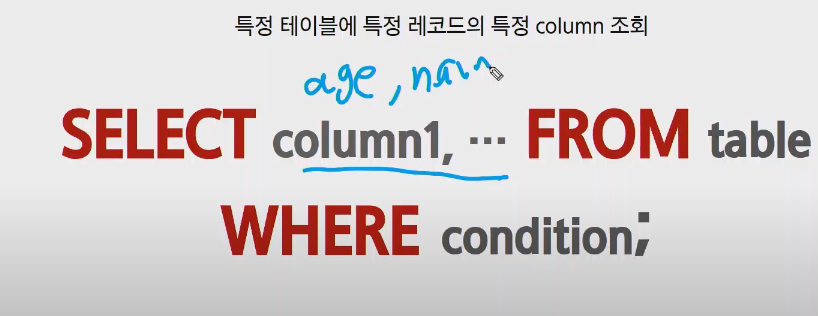 특정 테이블에 특정 레코드의 특정 column 조회
age,
SELECT column1, ··· FROM table
WHERE condition;